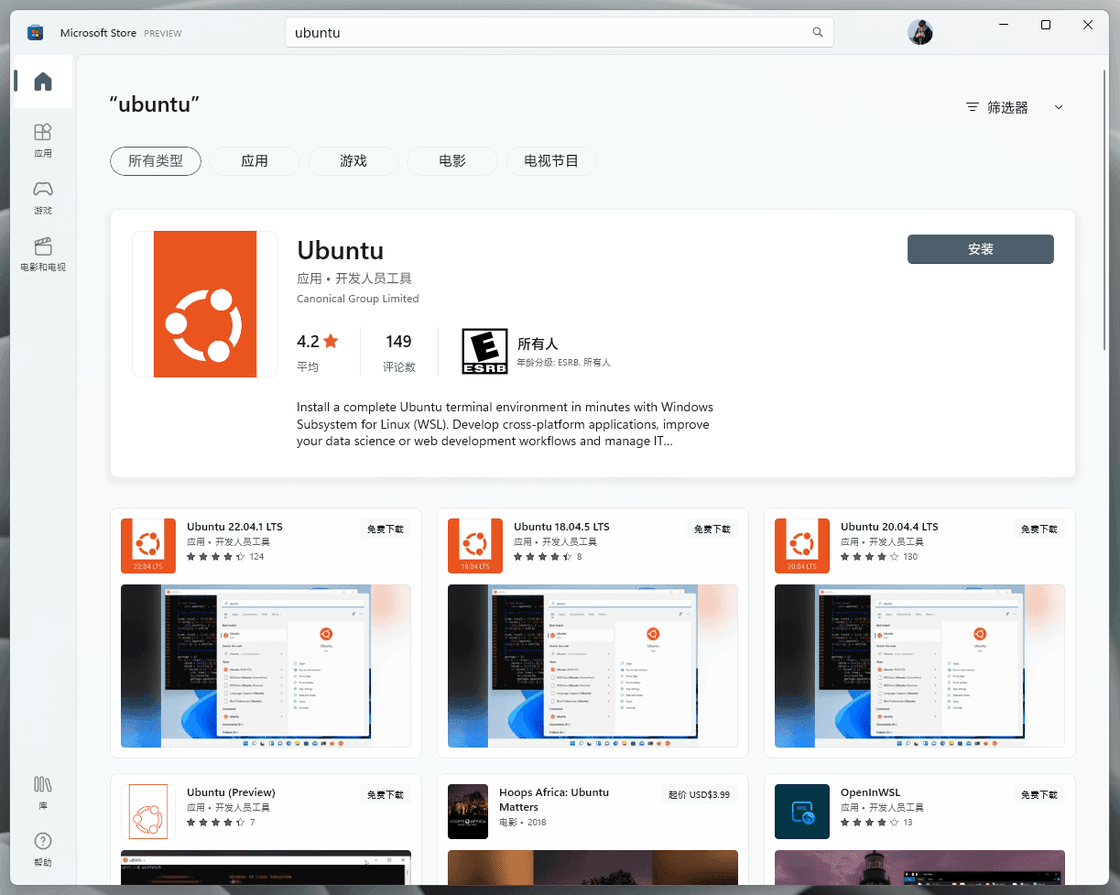 Microsoft Store PREVIEW
ubuntu
“ubuntu”
筛选器
所有类型
应用
游戏
电影
电视节目
应用
游戏
电影和电视
Ubuntu
安装
应用 • 开发人员工具
Canonical Group Limited
4.2
149
平均
评论数
E
ESRB
所有人
年龄分级: ESRB. 所有人
Install a complete Ubuntu terminal environment in minutes with Windows
Subsystem for Linux (WSL). Develop cross-platform applications, improve
your data science or web development workflows and manage IT...
22.04 LTS
Ubuntu 22.04.1 LTS
免费下载
应用 • 开发人员工具
124
18.04 LTS
Ubuntu 18.04.5 LTS
免费下载
应用 • 开发人员工具
8
20.04 LTS
Ubuntu 20.04.4 LTS
免费下载
应用 • 开发人员工具
130
Ubuntu (Preview)
免费下载
应用 • 开发人员工具
7
Hoops Africa: Ubuntu
Matters
起价 USD$3.99
电影 • 2018
WSL
OpenInWSL
免费下载
应用 • 开发人员工具
13
库
帮助